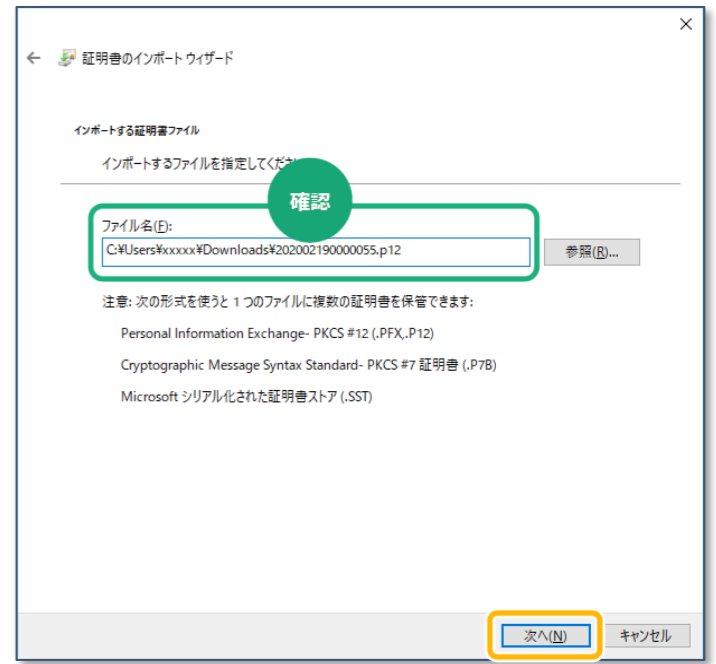 証明書のインポート ウィザード
インポートする証明書ファイル
インポートするファイルを指定してくだ
確認
ファイル名(F):
C:¥Users¥xxxxx¥Downloads¥202002190000055.p12
参照(R)...
注意: 次の形式を使うと 1 つのファイルに複数の証明書を保管できます:
Personal Information Exchange- PKCS #12 (.PFX,.P12)
Cryptographic Message Syntax Standard- PKCS #7 証明書 (.P7B)
Microsoft シリアル化された証明書ストア (.SST)
次へ(N)
キャンセル